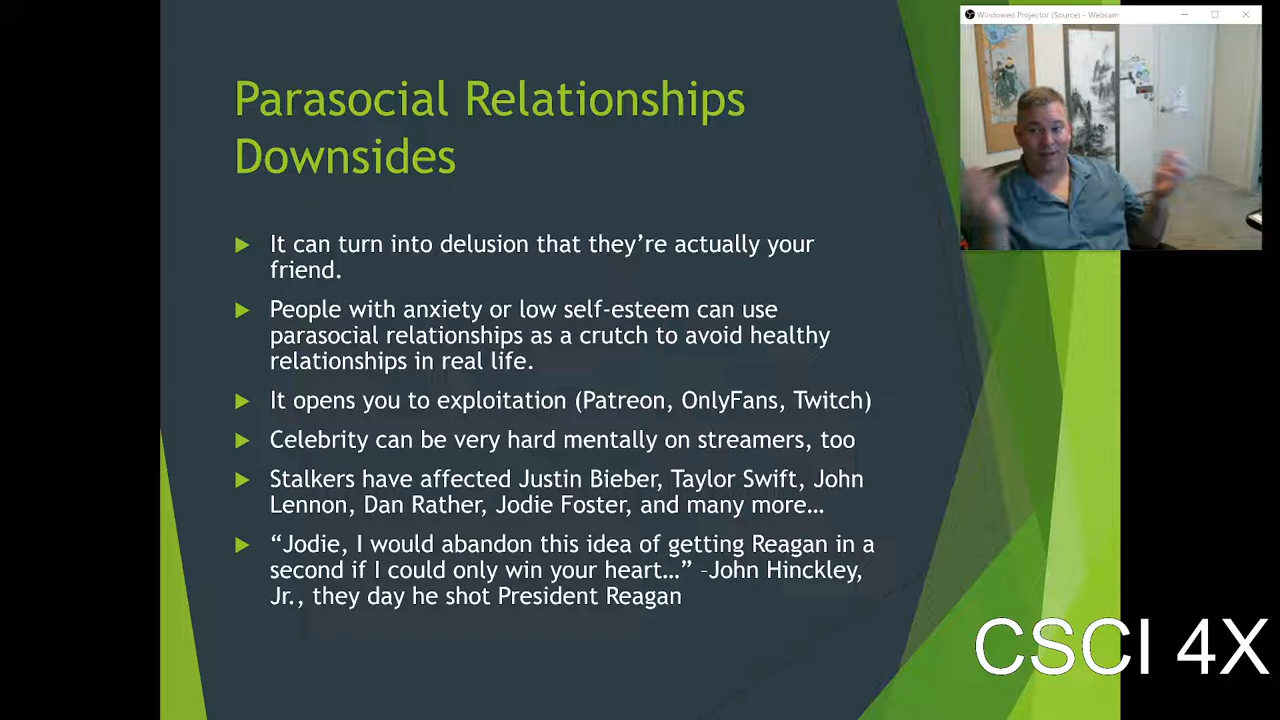 Windowed Projector (Source) - Webcam
Parasocial Relationships
Downsides
It can turn into delusion that they're actually your
friend.
People with anxiety or low self-esteem can use
parasocial relationships as a crutch to avoid healthy
relationships in real life.
It opens you to exploitation (Patreon, OnlyFans, Twitch)
Celebrity can be very hard mentally on streamers, too
Stalkers have affected Justin Bieber, Taylor Swift, John
Lennon, Dan Rather, Jodie Foster, and many more…
“Jodie, I would abandon this idea of getting Reagan in a
second if I could only win your heart…” –John Hinckley,
Jr., they day he shot President Reagan
CSCI 4X